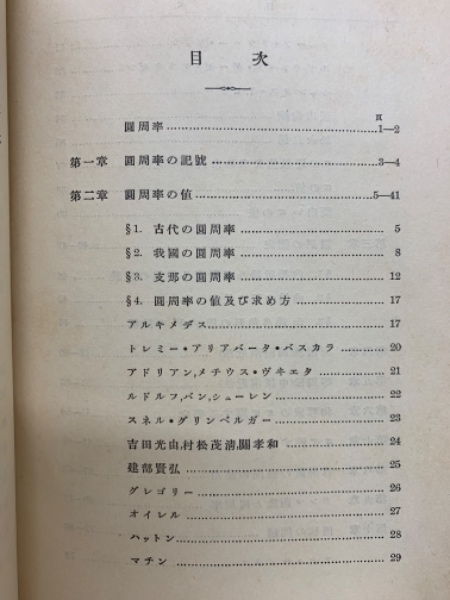 目　次
頁
圓周率 1—2
第一章　圓周率の記號 3—4
第二章　圓周率の値 5—41
§1. 古代の圓周率 5
§2. 我國の圓周率 8
§3. 支那の圓周率 12
§4. 圓周率の値及び求め方 17
アルキメデス 17
トレミー・アリアバータ・バスカラ 20
アドリアン,メチウス・ヴキエタ 21
ルドルフ,バン,シューレン 22
スネル・グリンベルガー 23
吉田光由,村松茂淸,關孝和 24
建部賢弘 25
グレゴリー 26
オイレル 27
ハットン 28
マチン 29